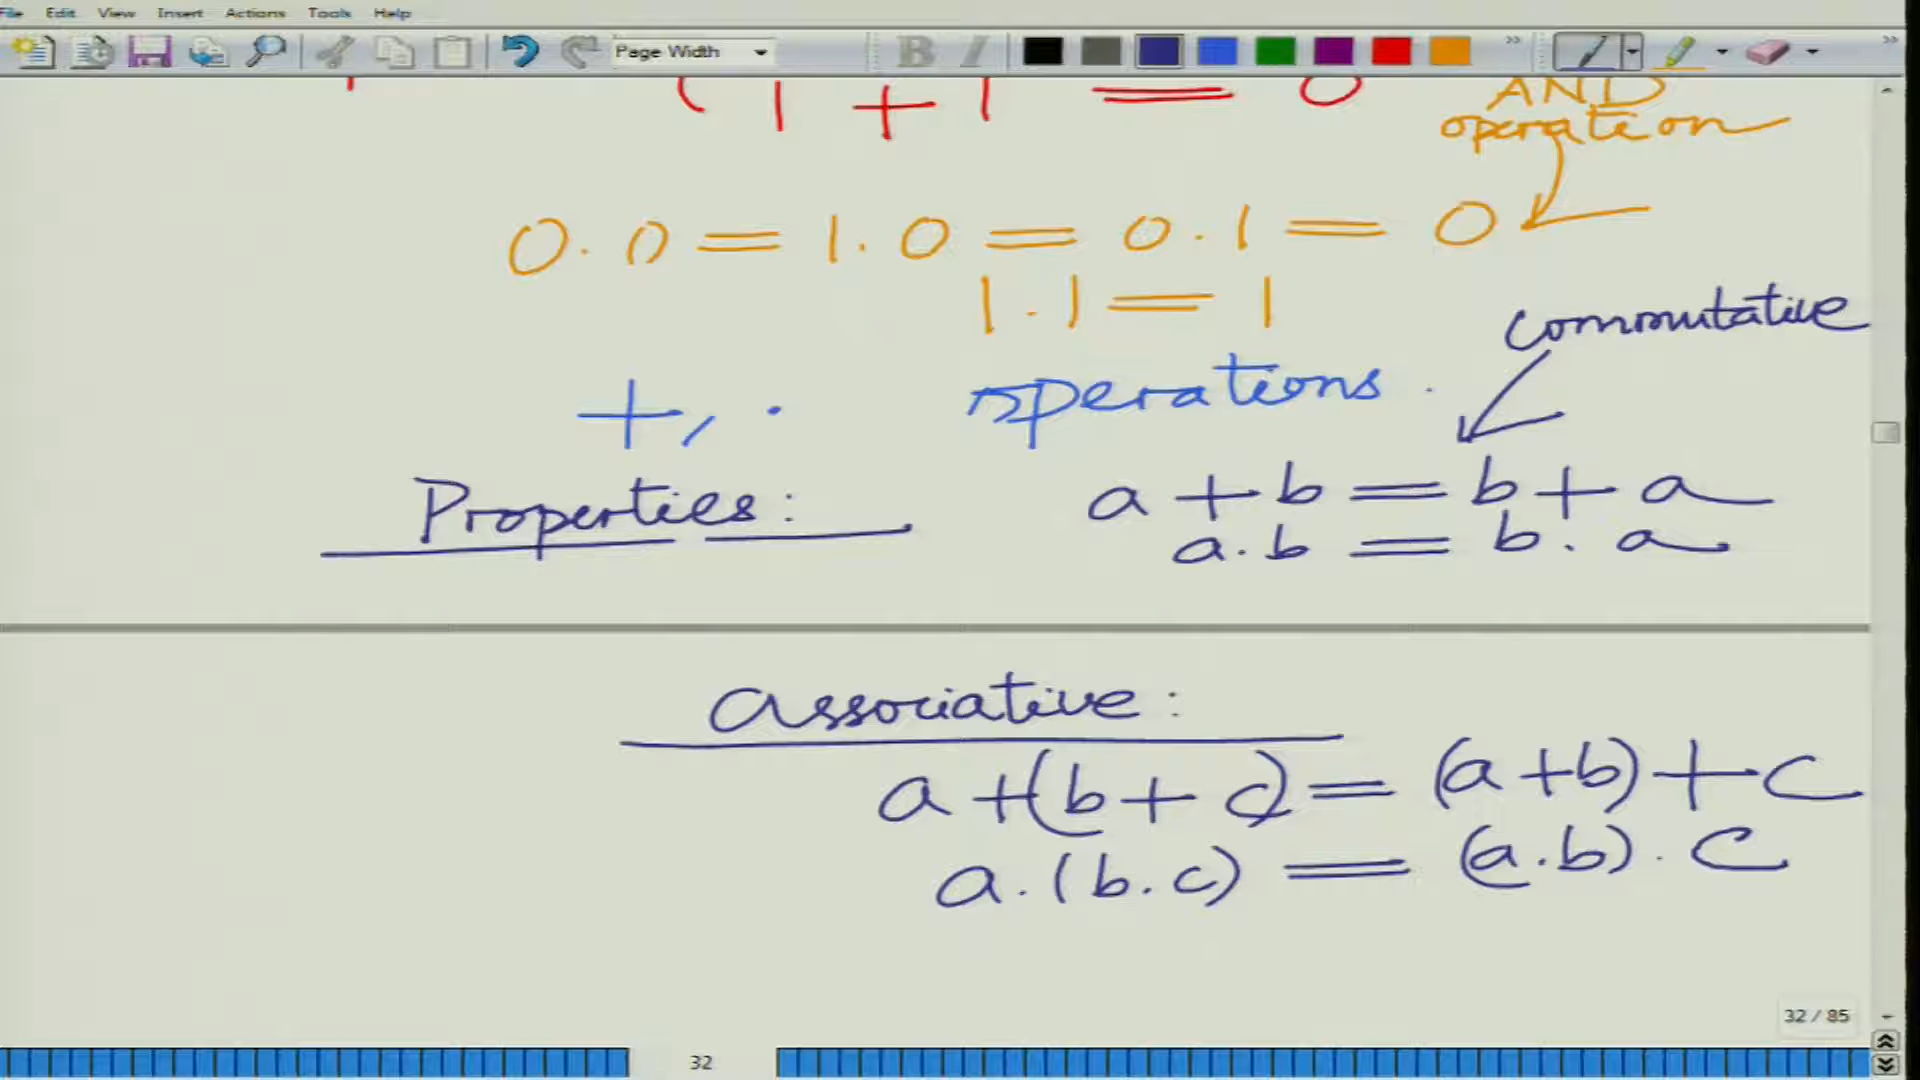 File Edit View Insert Actions Tools Help
Page Width
1 + 1 = 0
AND
operation
0.0 = 1.0 = 0.1 = 0
1.1 = 1
commutative
+, . operations.
Properties:
a + b = b + a
a.b = b.a
associative:
a+(b+c) = (a+b)+c
a.(b.c) = (a.b).c
32 / 85
32